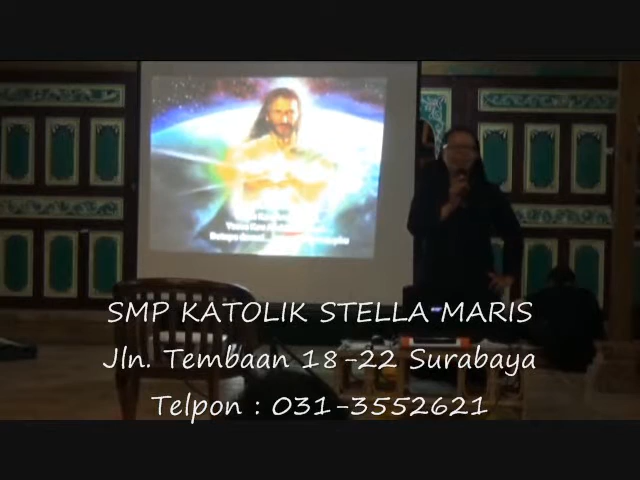 SMP KATOLIK STELLA MARIS
Jln. Tembaan 18-22 Surabaya
Telpon : 031-3552621